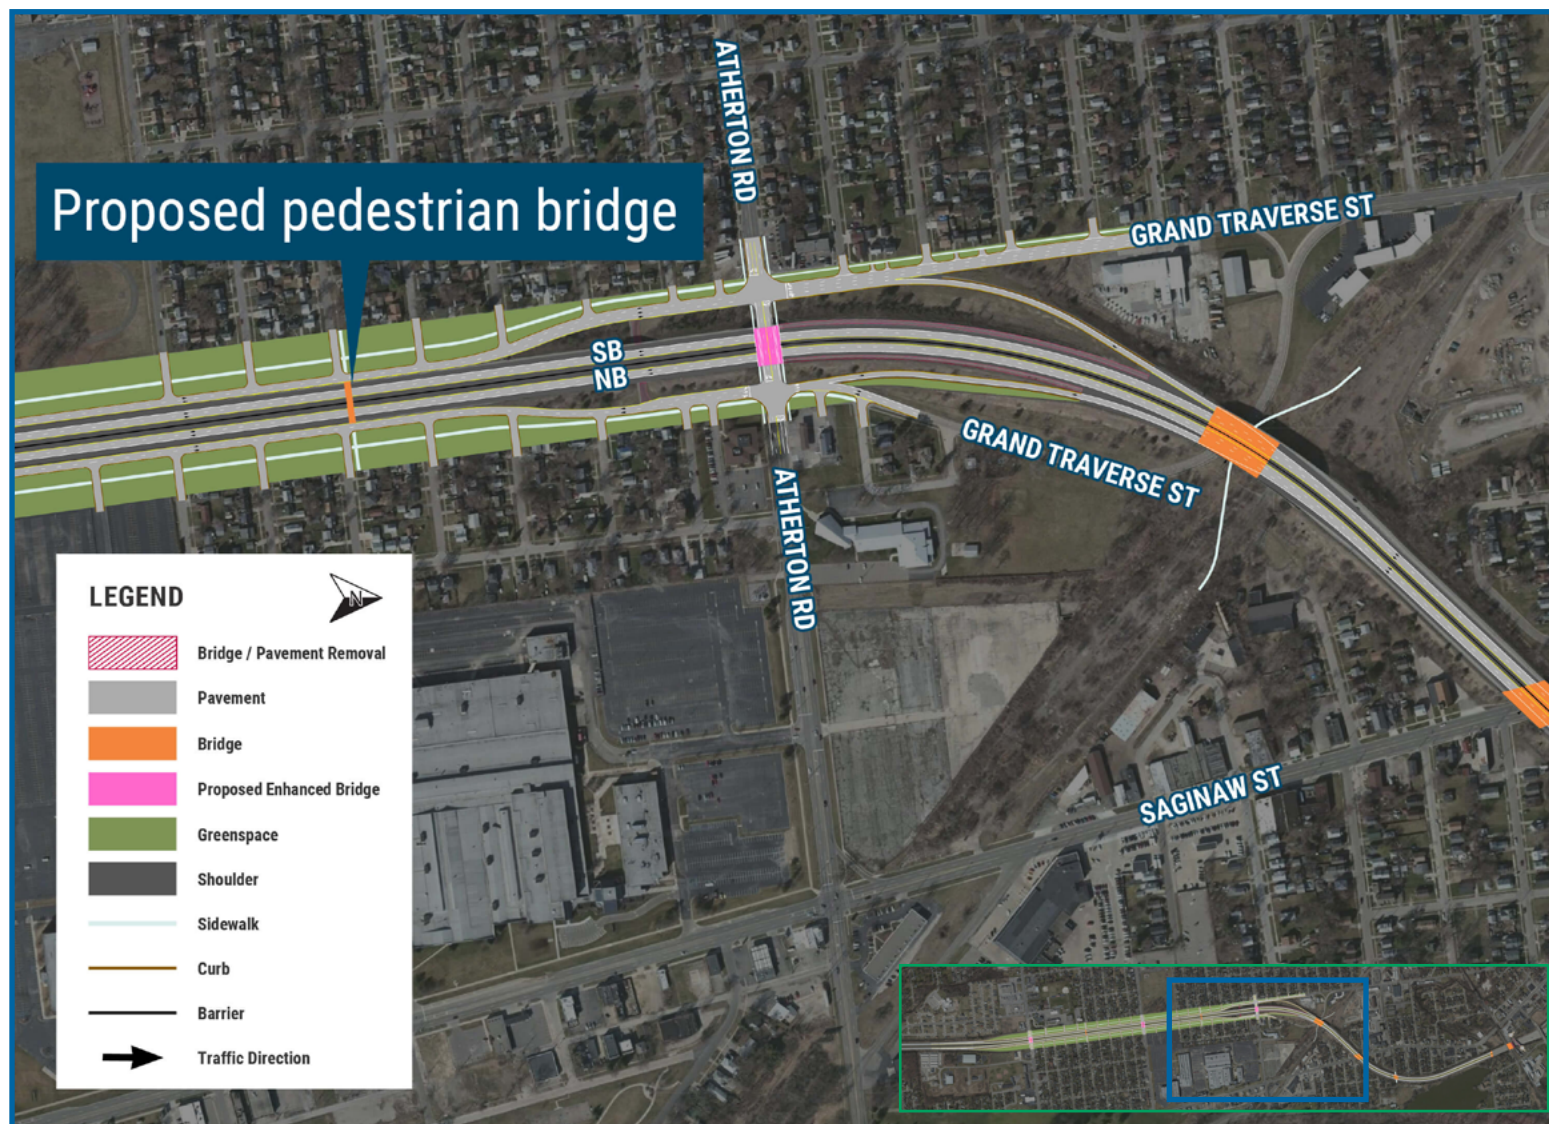 ATHERTON RD
Proposed pedestrian bridge
GRAND TRAVERSE ST
SB
NB
GRAND TRAVERSE ST
ATHERTON RD
SAGINAW ST
LEGEND
N
Bridge / Pavement Removal
Pavement
Bridge
Proposed Enhanced Bridge
Greenspace
Shoulder
Sidewalk
Curb
Barrier
Traffic Direction